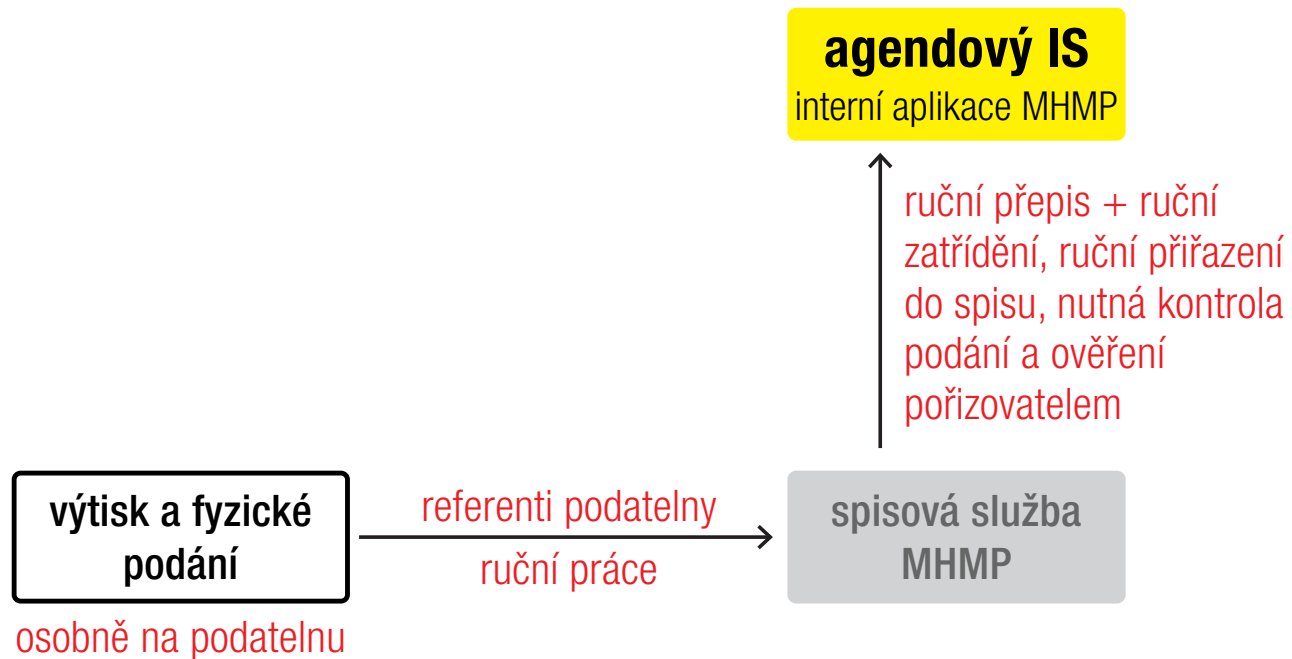 agendový IS
interní aplikace MHMP
ruční přepis + ruční
zatřídění, ruční přiřazení
do spisu, nutná kontrola
podání a ověření
pořizovatelem
výtisk a fyzické
podání
osobně na podatelnu
referenti podatelny
ruční práce
spisová služba
MHMP